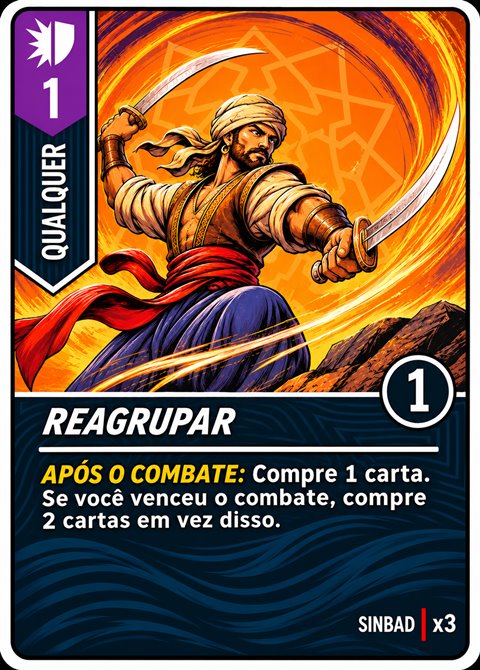 1
QUALQUER
1
REAGRUPAR
APÓS O COMBATE: Compre 1 carta.
Se você venceu o combate, compre
2 cartas em vez disso.
SINBAD | x3